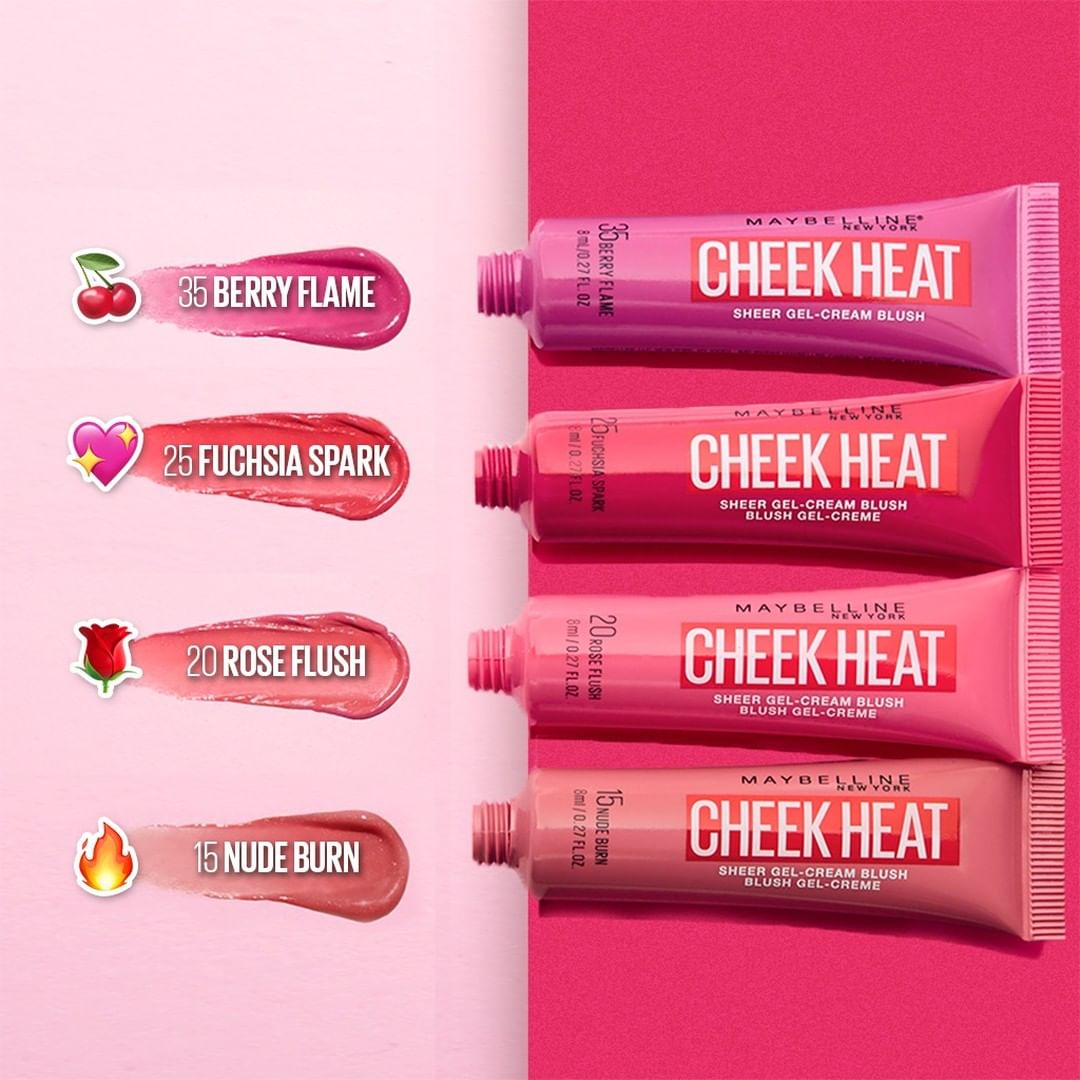 35 BERRY FLAME
25 FUCHSIA SPARK
20 ROSE FLUSH
15 NUDE BURN
MAYBELLINE®
NEW YORK
CHEEK HEAT
SHEER GEL-CREAM BLUSH
35 BERRY FLAME
8 mL/0.27 FL. OZ
MAYBELLINE
NEW YORK
CHEEK HEAT
SHEER GEL-CREAM BLUSH
BLUSH GEL-CREME
25 FUCHSIA SPARK
8 ml / 0.27 FL.OZ.
MAYBELLINE
NEW YORK
CHEEK HEAT
SHEER GEL-CREAM BLUSH
BLUSH GEL-CREME
20 ROSE FLUSH
8ml / 0.27 FL.OZ.
MAYBELLINE
NEW YORK
CHEEK HEAT
SHEER GEL-CREAM BLUSH
BLUSH GEL-CREME
15 NUDE BURN
8ml / 0.27 FL.OZ.